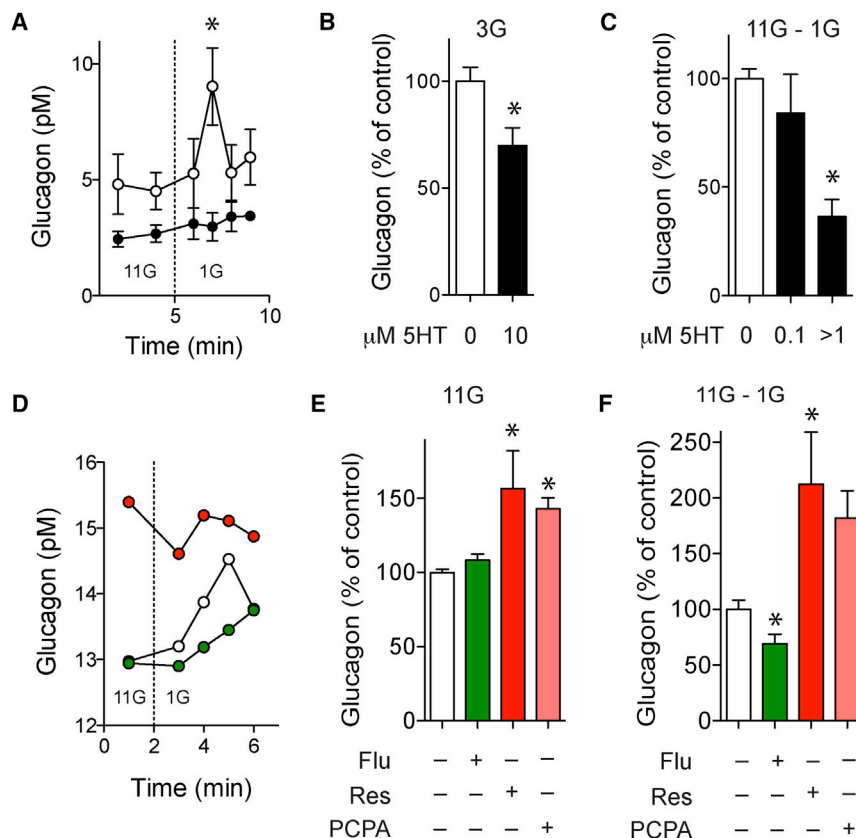 A
*
Glucagon (pM)
10
5
0
11G
1G
0
5
10
Time (min)
B
3G
Glucagon (% of control)
100
50
0
*
μM 5HT 0 10
C
11G - 1G
Glucagon (% of control)
100
50
0
*
μM 5HT 0 0.1 >1
D
Glucagon (pM)
16
15
14
13
12
11G
1G
0 2 4 6
Time (min)
E
11G
Glucagon (% of control)
150
100
50
0
*
*
Flu – + – –
Res – – + –
PCPA – – – +
F
11G - 1G
Glucagon (% of control)
250
200
150
100
50
0
*
*
Flu – + – –
Res – – + –
PCPA – – – +